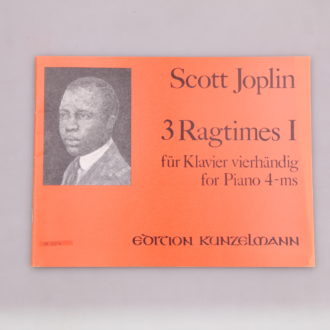 Scott Joplin
3 Ragtimes I
für Klavier vierhändig
for Piano 4-ms
EDITION KUNZELMANN